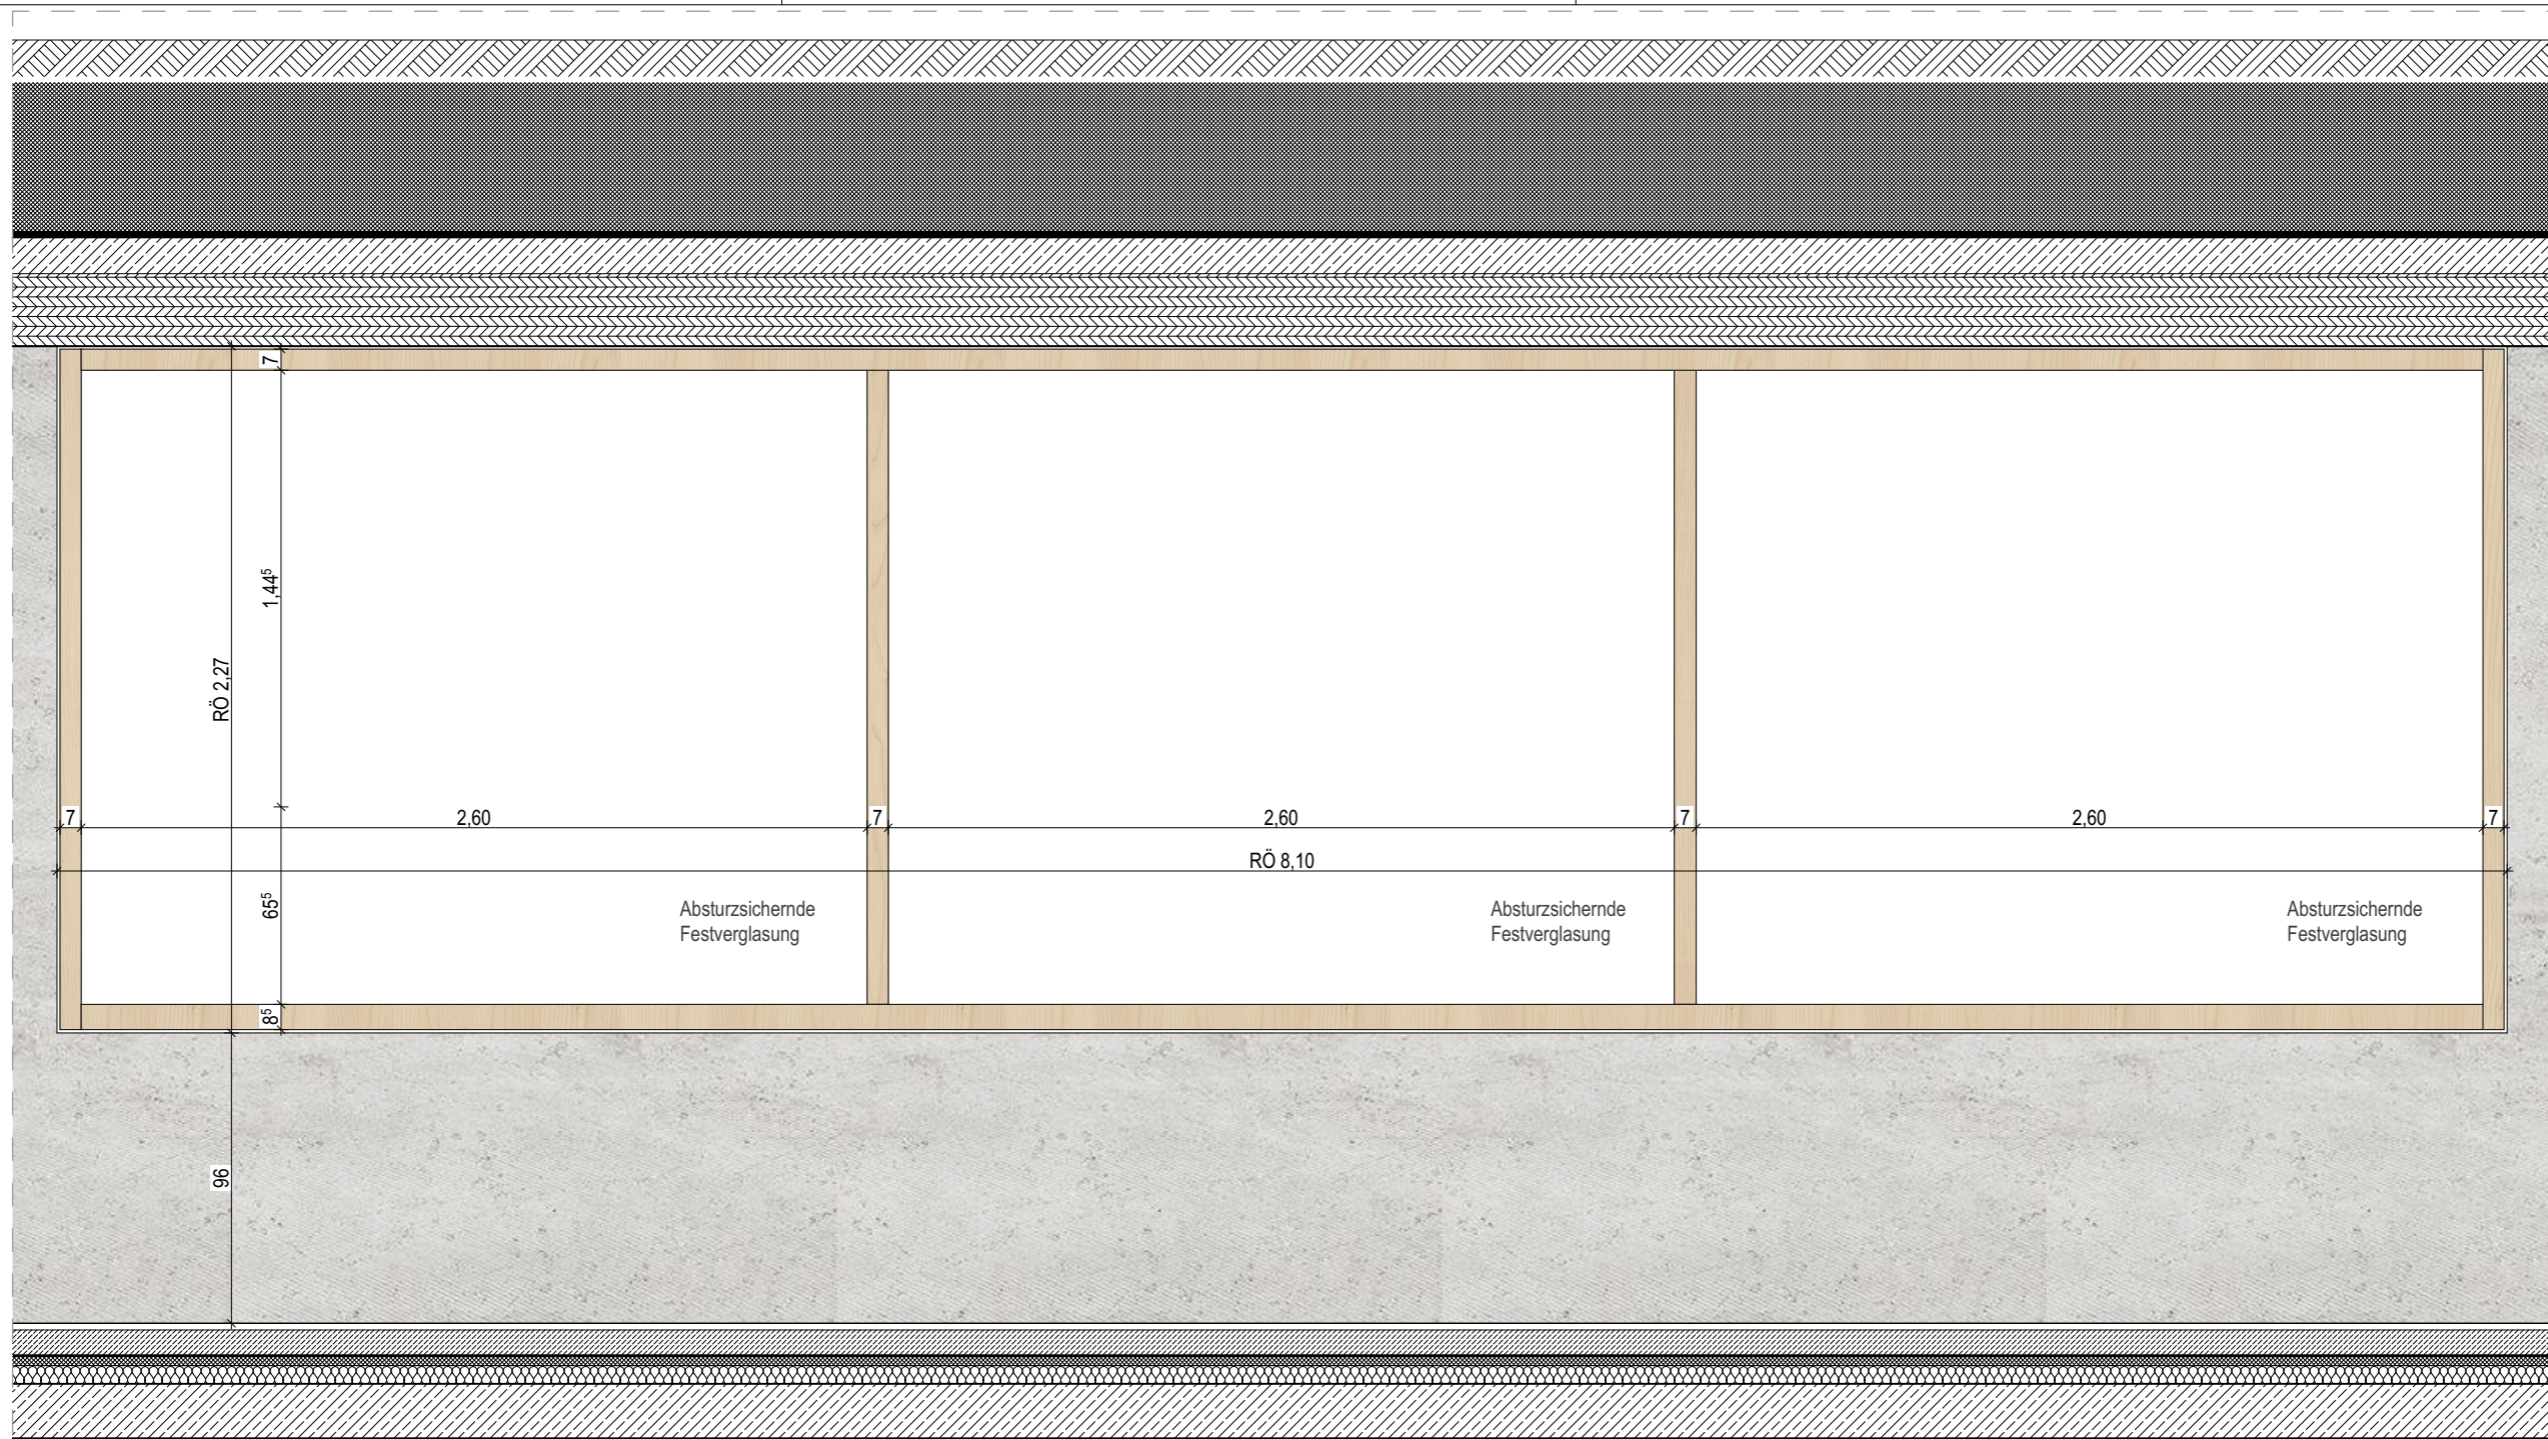 7
1,44⁵
RÖ 2,27
7
2,60
7
2,60
7
2,60
7
RÖ 8,10
65⁵
Absturzsichernde
Festverglasung
Absturzsichernde
Festverglasung
Absturzsichernde
Festverglasung
8⁵
96